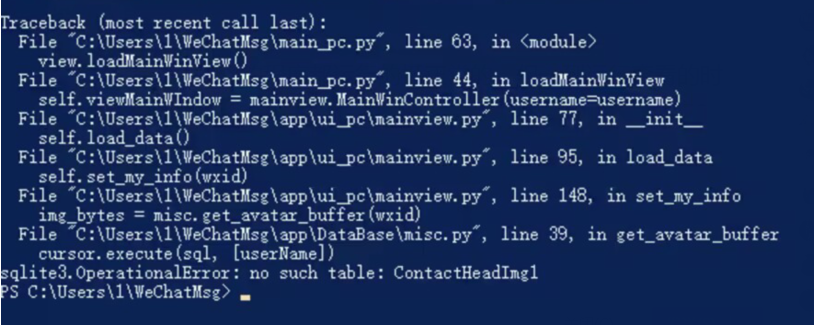 Traceback (most recent call last):
  File "C:\Users\1\WeChatMsg\main_pc.py", line 63, in <module>
    view.loadMainWinView()
  File "C:\Users\1\WeChatMsg\main_pc.py", line 44, in loadMainWinView
    self.viewMainWIndow = mainview.MainWinController(username=username)
  File "C:\Users\1\WeChatMsg\app\ui_pc\mainview.py", line 77, in __init__
    self.load_data()
  File "C:\Users\1\WeChatMsg\app\ui_pc\mainview.py", line 95, in load_data
    self.set_my_info(wxid)
  File "C:\Users\1\WeChatMsg\app\ui_pc\mainview.py", line 148, in set_my_info
    img_bytes = misc.get_avatar_buffer(wxid)
  File "C:\Users\1\WeChatMsg\app\DataBase\misc.py", line 39, in get_avatar_buffer
    cursor.execute(sql, [userName])
sqlite3.OperationalError: no such table: ContactHeadImg1
PS C:\Users\1\WeChatMsg>